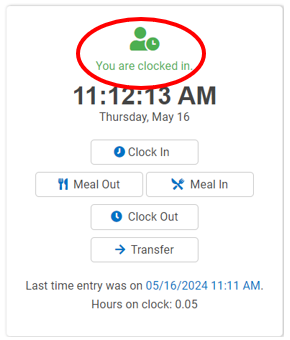 You are clocked in.
11:12:13 AM
Thursday, May 16
Clock In
Meal Out Meal In
Clock Out
Transfer
Last time entry was on 05/16/2024 11:11 AM.
Hours on clock: 0.05